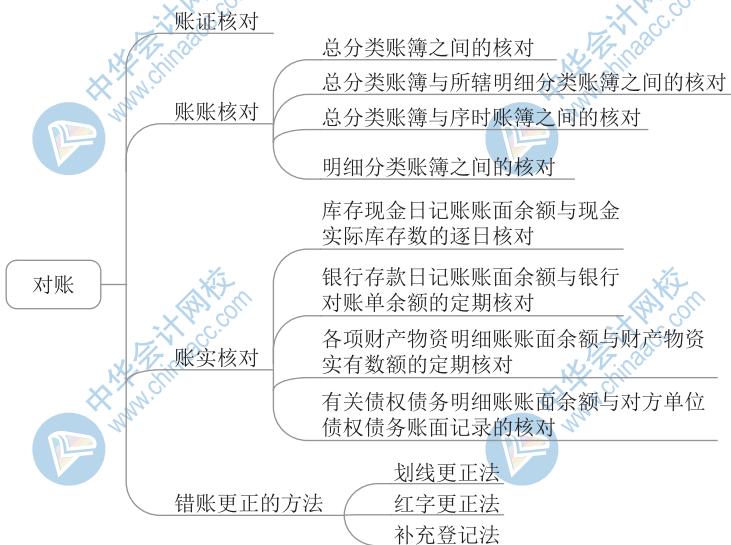 账证核对
总分类账簿之间的核对
总分类账簿与所辖明细分类账簿之间的核对
账账核对
总分类账簿与序时账簿之间的核对
明细分类账簿之间的核对
库存现金日记账账面余额与现金
实际库存数的逐日核对
对账
银行存款日记账账面余额与银行
对账单余额的定期核对
账实核对
各项财产物资明细账账面余额与财产物资
实有数额的定期核对
有关债权债务明细账账面余额与对方单位
债权债务账面记录的核对
错账更正的方法
划线更正法
红字更正法
补充登记法
中华会计网校
www.chinaacc.com
中华会计网校
www.chinaacc.com
中华会计网校
www.chinaacc.com
中华会计网校
www.chinaacc.com